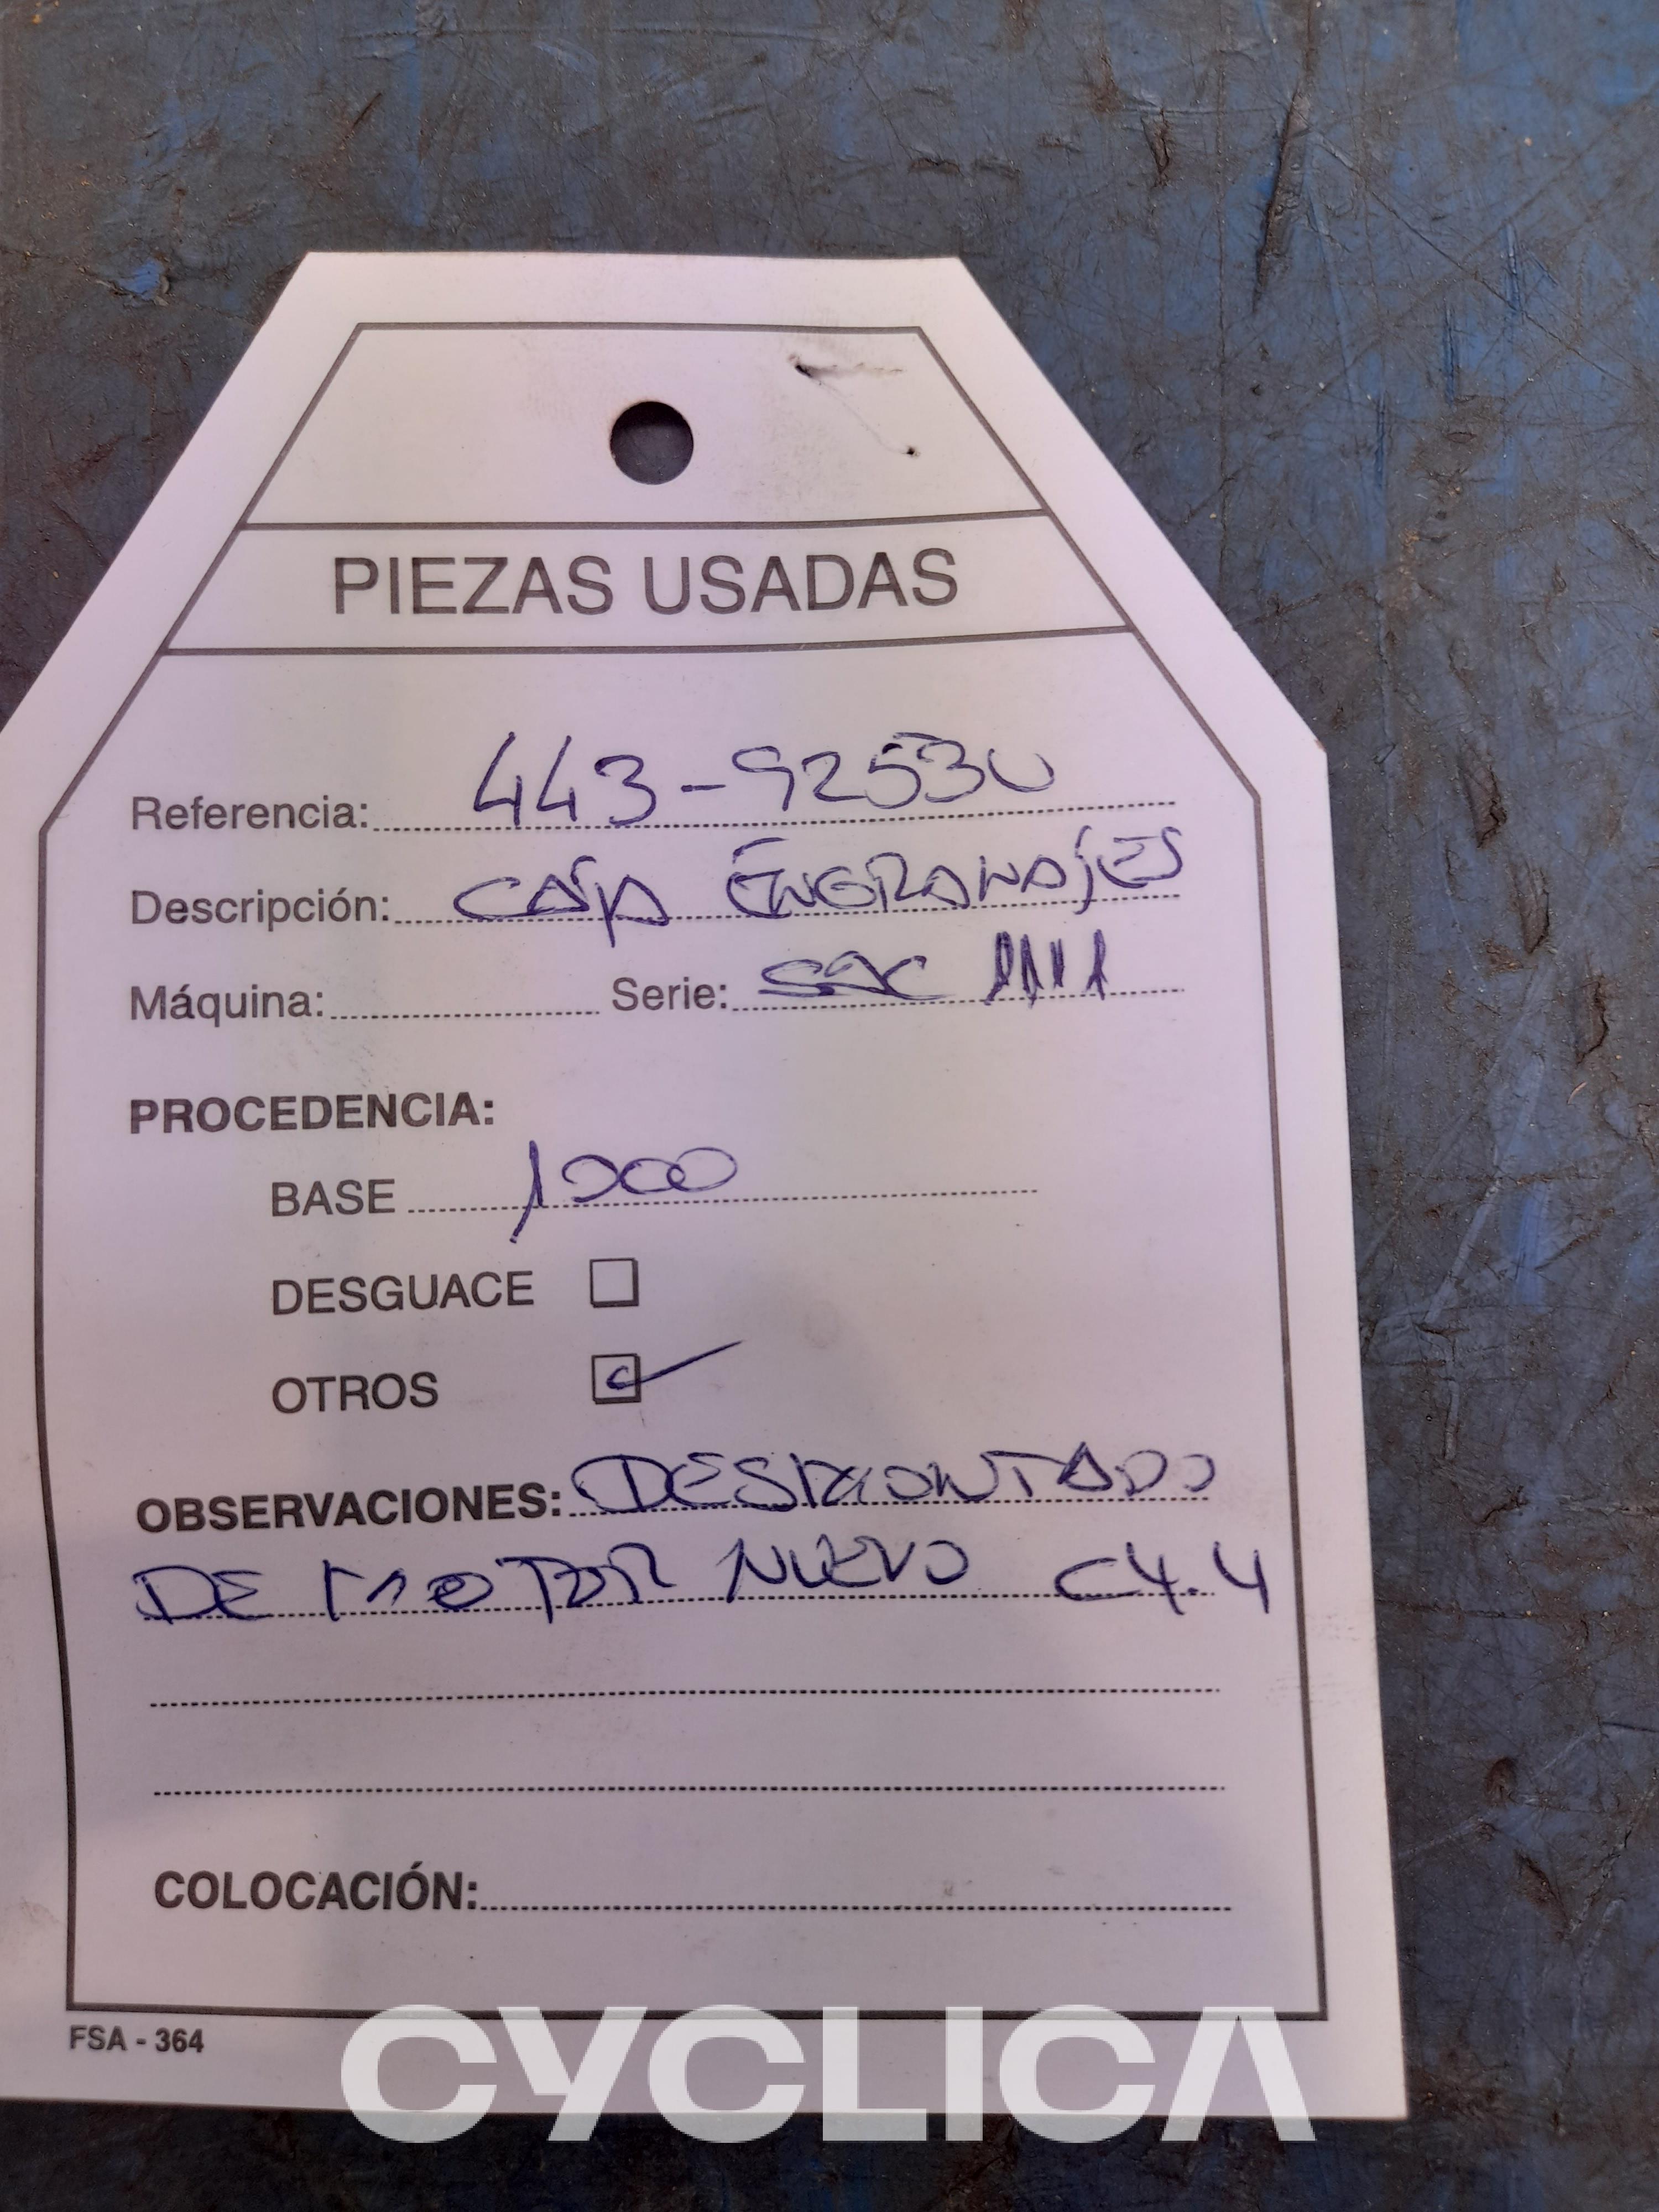 PIEZAS USADAS
Referencia: 443-92530
Descripción: CAJA ENGRANAJES
Máquina: Serie: 1111
PROCEDENCIA:
BASE 1000
DESGUACE
OTROS
OBSERVACIONES: DESMONTADO
DE MOTOR NUEVO C4.4
COLOCACIÓN:
FSA - 364
CYCLICA